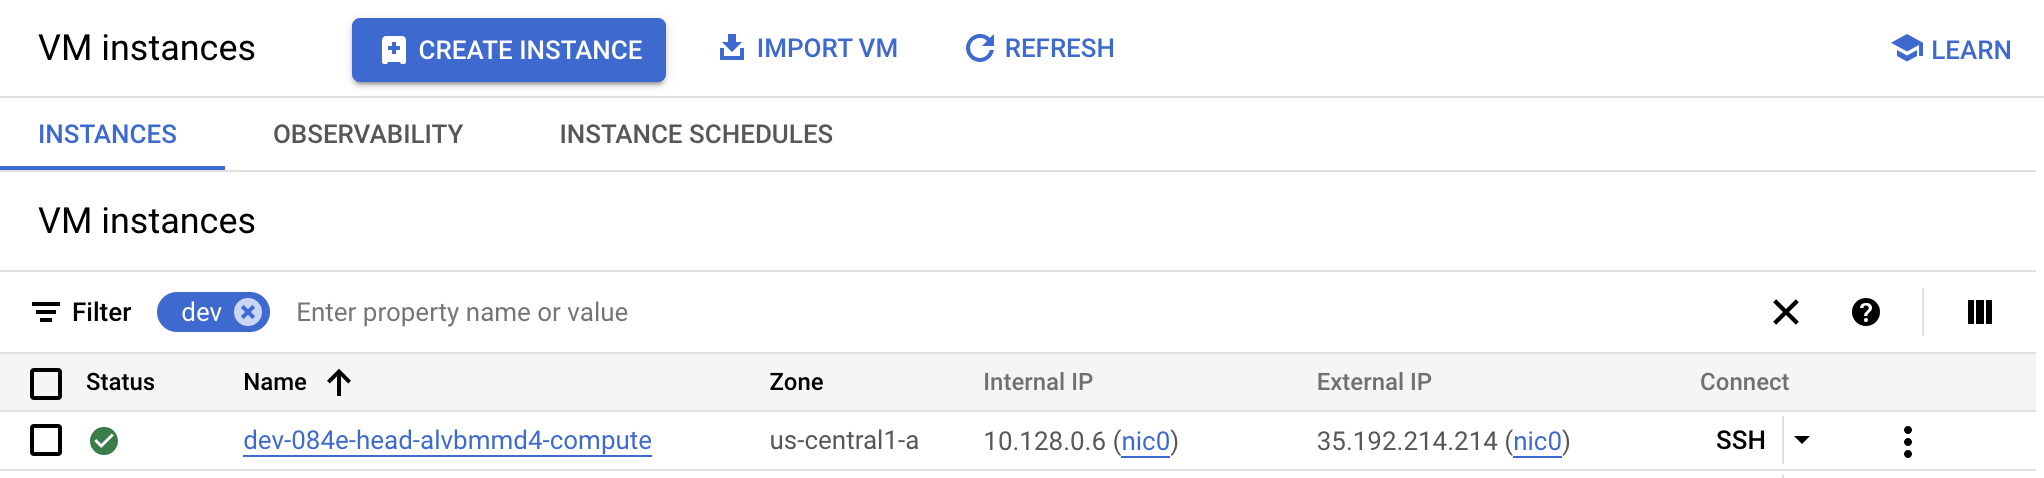 VM instances CREATE INSTANCE IMPORT VM REFRESH LEARN
INSTANCES OBSERVABILITY INSTANCE SCHEDULES
VM instances
Filter dev Enter property name or value
Status Name Zone Internal IP External IP Connect
dev-084e-head-alvbmmd4-compute us-central1-a 10.128.0.6 (nic0) 35.192.214.214 (nic0) SSH